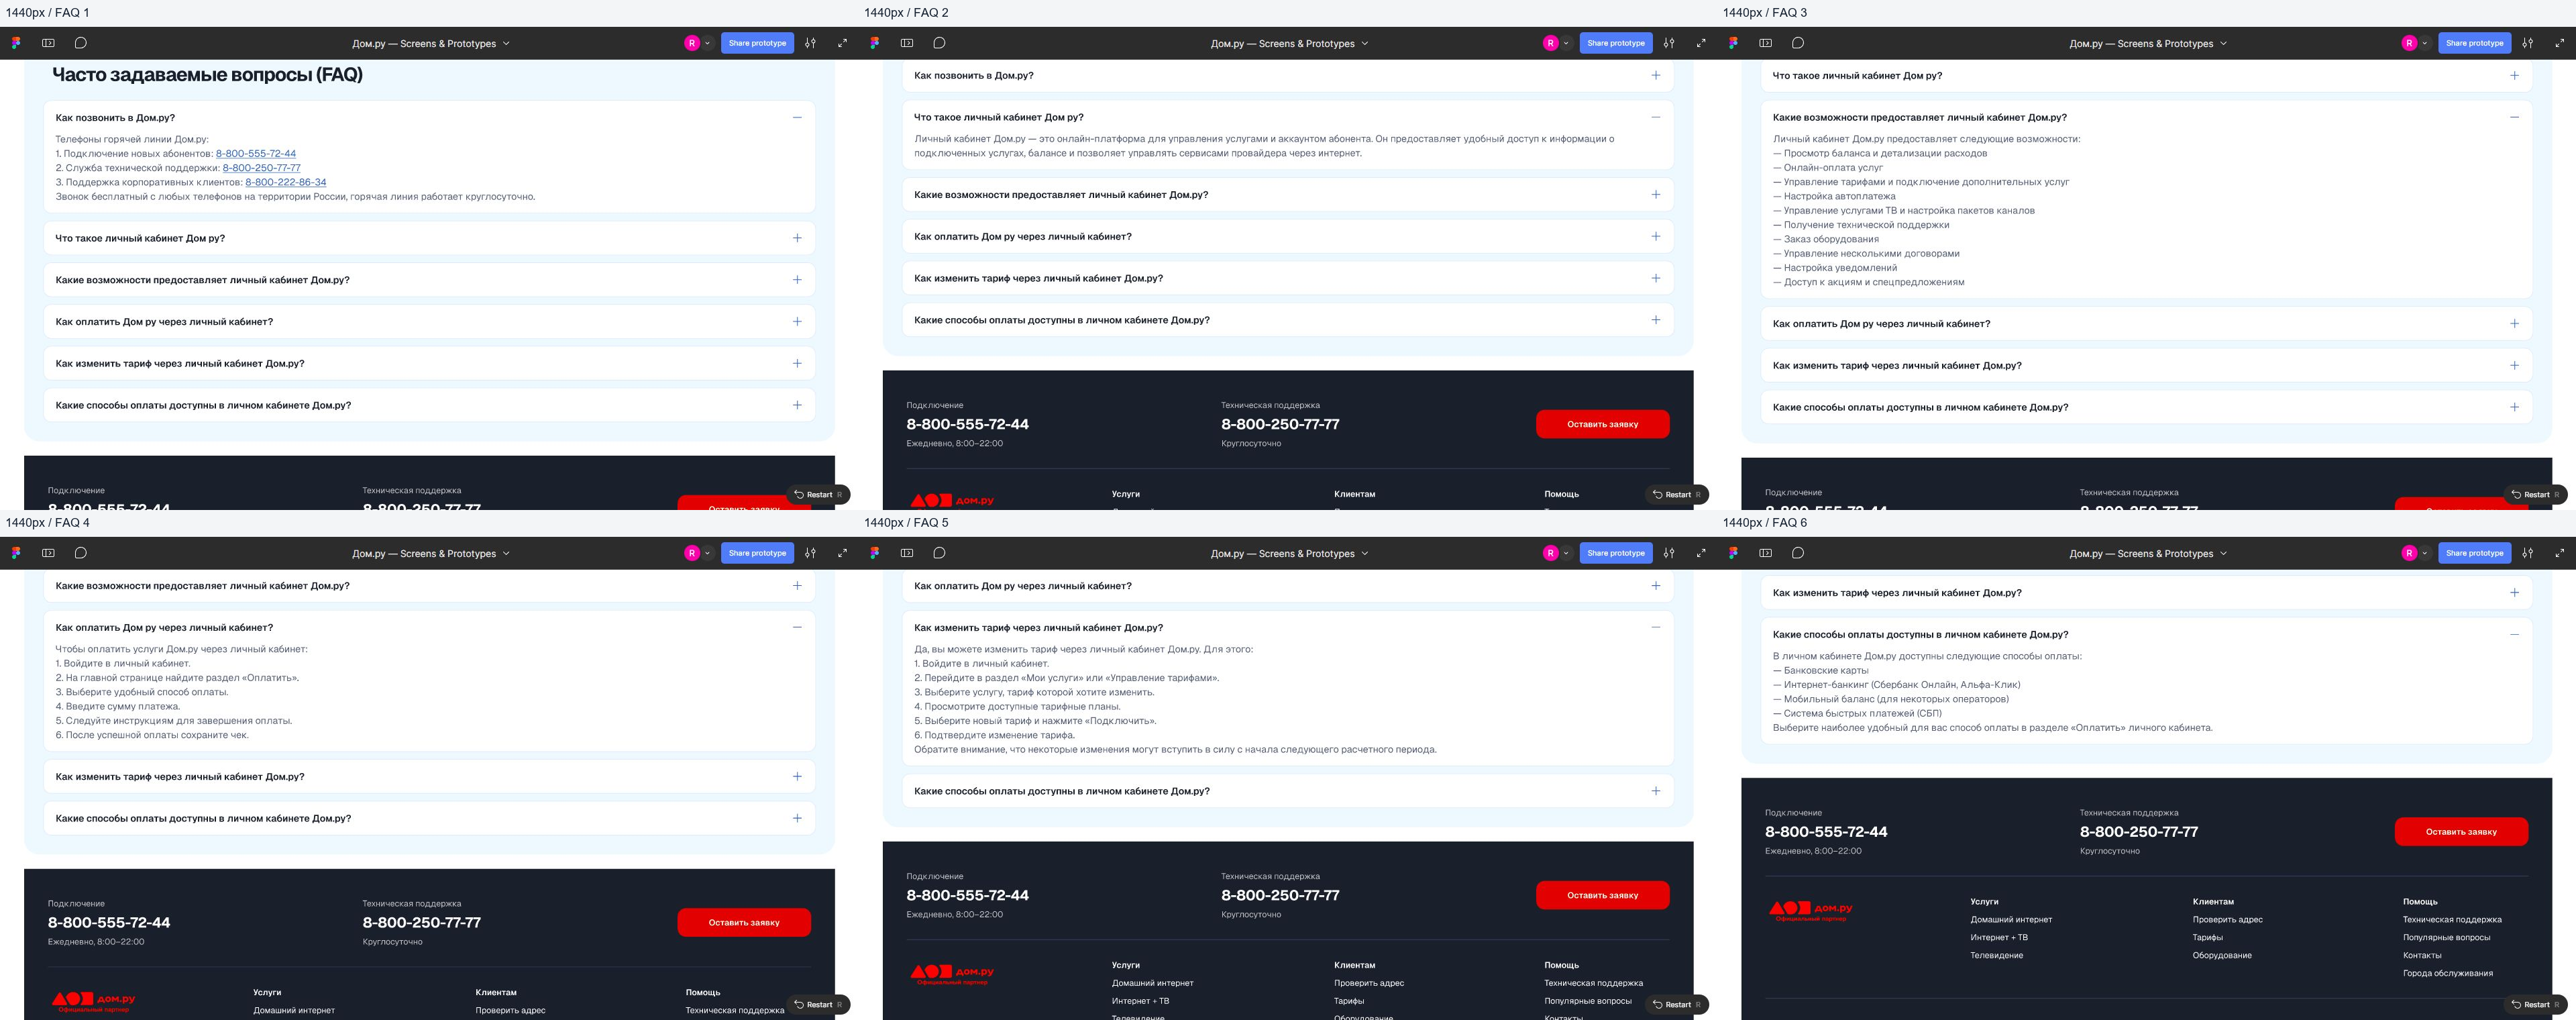 1440px / FAQ 1
Дом.ру — Screens & Prototypes
R
Share prototype
Часто задаваемые вопросы (FAQ)
Как позвонить в Дом.ру?
Телефоны горячей линии Дом.ру:
1. Подключение новых абонентов: 8-800-555-72-44
2. Служба технической поддержки: 8-800-250-77-77
3. Поддержка корпоративных клиентов: 8-800-222-86-34
Звонок бесплатный с любых телефонов на территории России, горячая линия работает круглосуточно.
Что такое личный кабинет Дом ру?
Какие возможности предоставляет личный кабинет Дом.ру?
Как оплатить Дом ру через личный кабинет?
Как изменить тариф через личный кабинет Дом.ру?
Какие способы оплаты доступны в личном кабинете Дом.ру?
Подключение
8-800-555-72-44
Техническая поддержка
8-800-250-77-77
Оставить заявку
Restart R
1440px / FAQ 2
Дом.ру — Screens & Prototypes
R
Share prototype
Как позвонить в Дом.ру?
Что такое личный кабинет Дом ру?
Личный кабинет Дом.ру — это онлайн-платформа для управления услугами и аккаунтом абонента. Он предоставляет удобный доступ к информации о
подключенных услугах, балансе и позволяет управлять сервисами провайдера через интернет.
Какие возможности предоставляет личный кабинет Дом.ру?
Как оплатить Дом ру через личный кабинет?
Как изменить тариф через личный кабинет Дом.ру?
Какие способы оплаты доступны в личном кабинете Дом.ру?
Подключение
8-800-555-72-44
Ежедневно, 8:00–22:00
Техническая поддержка
8-800-250-77-77
Круглосуточно
Оставить заявку
дом.ру
Услуги
Клиентам
Помощь
Restart R
1440px / FAQ 3
Дом.ру — Screens & Prototypes
R
Share prototype
Что такое личный кабинет Дом ру?
Какие возможности предоставляет личный кабинет Дом.ру?
Личный кабинет Дом.ру предоставляет следующие возможности:
— Просмотр баланса и детализации расходов
— Онлайн-оплата услуг
— Управление тарифами и подключение дополнительных услуг
— Настройка автоплатежа
— Управление услугами ТВ и настройка пакетов каналов
— Получение технической поддержки
— Заказ оборудования
— Управление несколькими договорами
— Настройка уведомлений
— Доступ к акциям и спецпредложениям
Как оплатить Дом ру через личный кабинет?
Как изменить тариф через личный кабинет Дом.ру?
Какие способы оплаты доступны в личном кабинете Дом.ру?
Подключение
8-800-555-72-44
Техническая поддержка
8-800-250-77-77
Restart R
1440px / FAQ 4
Дом.ру — Screens & Prototypes
R
Share prototype
Какие возможности предоставляет личный кабинет Дом.ру?
Как оплатить Дом ру через личный кабинет?
Чтобы оплатить услуги Дом.ру через личный кабинет:
1. Войдите в личный кабинет.
2. На главной странице найдите раздел «Оплатить».
3. Выберите удобный способ оплаты.
4. Введите сумму платежа.
5. Следуйте инструкциям для завершения оплаты.
6. После успешной оплаты сохраните чек.
Как изменить тариф через личный кабинет Дом.ру?
Какие способы оплаты доступны в личном кабинете Дом.ру?
Подключение
8-800-555-72-44
Ежедневно, 8:00–22:00
Техническая поддержка
8-800-250-77-77
Круглосуточно
Оставить заявку
дом.ру
Официальный партнер
Услуги
Домашний интернет
Клиентам
Проверить адрес
Помощь
Техническая поддержка
Restart R
1440px / FAQ 5
Дом.ру — Screens & Prototypes
R
Share prototype
Как оплатить Дом ру через личный кабинет?
Как изменить тариф через личный кабинет Дом.ру?
Да, вы можете изменить тариф через личный кабинет Дом.ру. Для этого:
1. Войдите в личный кабинет.
2. Перейдите в раздел «Мои услуги» или «Управление тарифами».
3. Выберите услугу, тариф которой хотите изменить.
4. Просмотрите доступные тарифные планы.
5. Выберите новый тариф и нажмите «Подключить».
6. Подтвердите изменение тарифа.
Обратите внимание, что некоторые изменения могут вступить в силу с начала следующего расчетного периода.
Какие способы оплаты доступны в личном кабинете Дом.ру?
Подключение
8-800-555-72-44
Ежедневно, 8:00–22:00
Техническая поддержка
8-800-250-77-77
Круглосуточно
Оставить заявку
дом.ру
Официальный партнер
Услуги
Домашний интернет
Интернет + ТВ
Телевидение
Клиентам
Проверить адрес
Тарифы
Оборудование
Помощь
Техническая поддержка
Популярные вопросы
Контакты
Restart R
1440px / FAQ 6
Дом.ру — Screens & Prototypes
R
Share prototype
Как изменить тариф через личный кабинет Дом.ру?
Какие способы оплаты доступны в личном кабинете Дом.ру?
В личном кабинете Дом.ру доступны следующие способы оплаты:
— Банковские карты
— Интернет-банкинг (Сбербанк Онлайн, Альфа-Клик)
— Мобильный баланс (для некоторых операторов)
— Система быстрых платежей (СБП)
Выберите наиболее удобный для вас способ оплаты в разделе «Оплатить» личного кабинета.
Подключение
8-800-555-72-44
Ежедневно, 8:00–22:00
Техническая поддержка
8-800-250-77-77
Круглосуточно
Оставить заявку
дом.ру
Официальный партнер
Услуги
Домашний интернет
Интернет + ТВ
Телевидение
Клиентам
Проверить адрес
Тарифы
Оборудование
Помощь
Техническая поддержка
Популярные вопросы
Контакты
Города обслуживания
Restart R